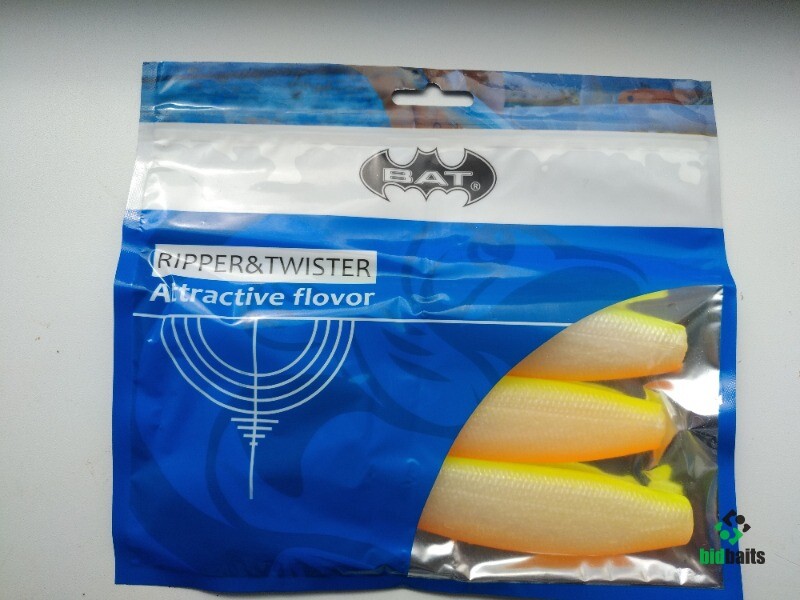 BAT®
RIPPER&TWISTER
Attractive flovor
bidbaits